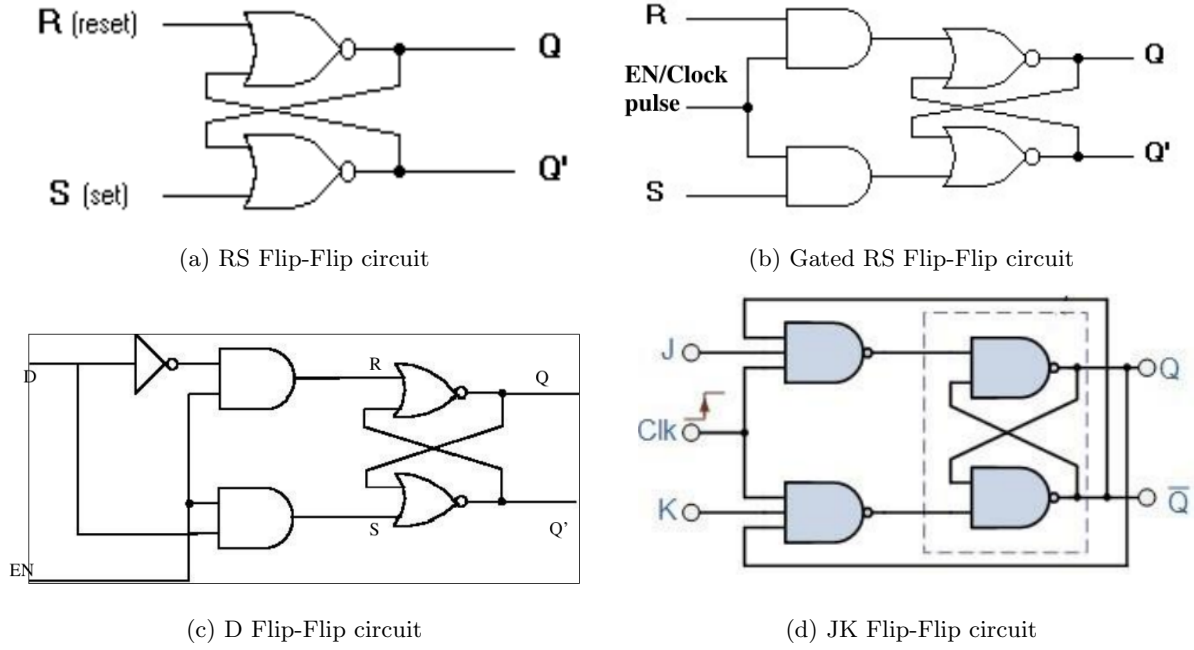 R (reset)
Q
Q'
S (set)
(a) RS Flip-Flip circuit
R
EN/Clock
pulse
Q
Q'
S
(b) Gated RS Flip-Flip circuit
D
R
Q
S
Q'
EN
(c) D Flip-Flip circuit
J
Clk
K
Q
Q̅
(d) JK Flip-Flip circuit